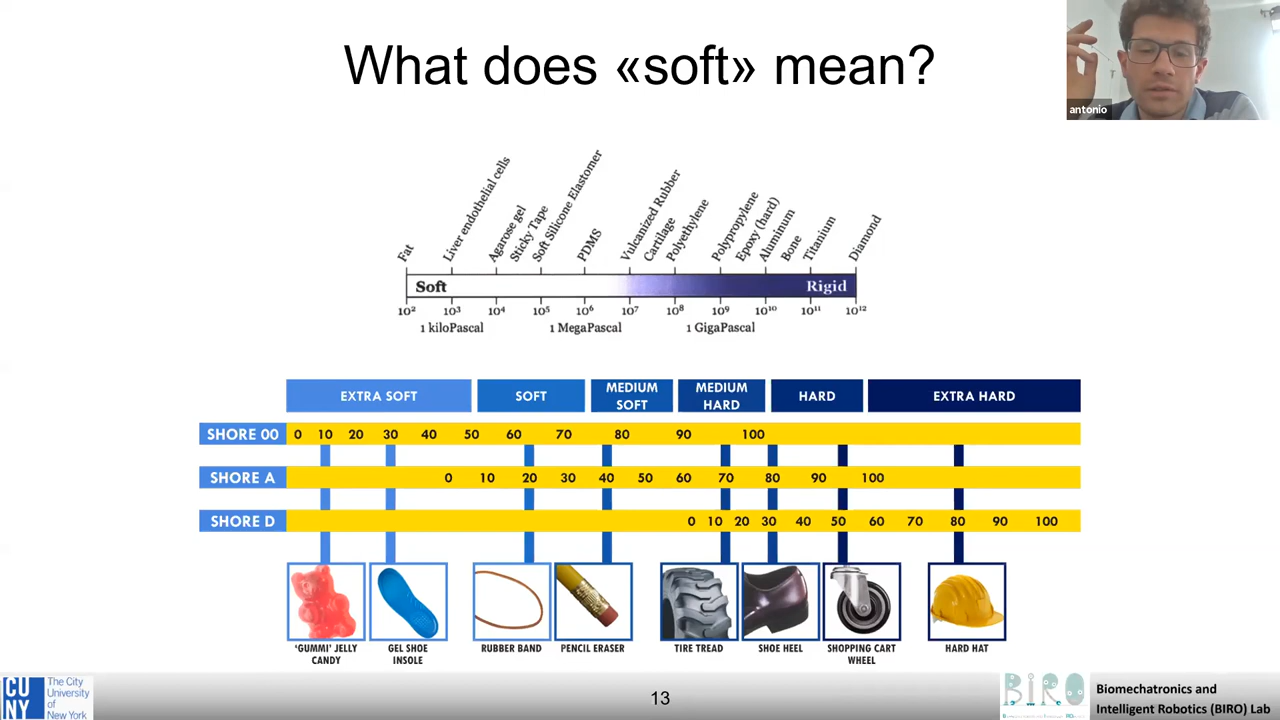 What does «soft» mean?
antonio
Fat
Liver endothelial cells
Agarose gel
Sticky Tape
Soft Silicone Elastomer
PDMS
Vulcanized Rubber
Cartilage
Polyethylene
Polypropylene
Epoxy (hard)
Aluminum
Bone
Titanium
Diamond
Soft Rigid
10² 10³ 10⁴ 10⁵ 10⁶ 10⁷ 10⁸ 10⁹ 10¹⁰ 10¹¹ 10¹²
1 kiloPascal 1 MegaPascal 1 GigaPascal
EXTRA SOFT SOFT MEDIUM SOFT MEDIUM HARD HARD EXTRA HARD
SHORE 00 0 10 20 30 40 50 60 70 80 90 100
SHORE A 0 10 20 30 40 50 60 70 80 90 100
SHORE D 0 10 20 30 40 50 60 70 80 90 100
'GUMMI' JELLY CANDY
GEL SHOE INSOLE
RUBBER BAND
PENCIL ERASER
TIRE TREAD
SHOE HEEL
SHOPPING CART WHEEL
HARD HAT
CU
NY
The City
University
of
New York
13
BIRO
Biomechatronics and
Intelligent Robotics (BIRO) Lab